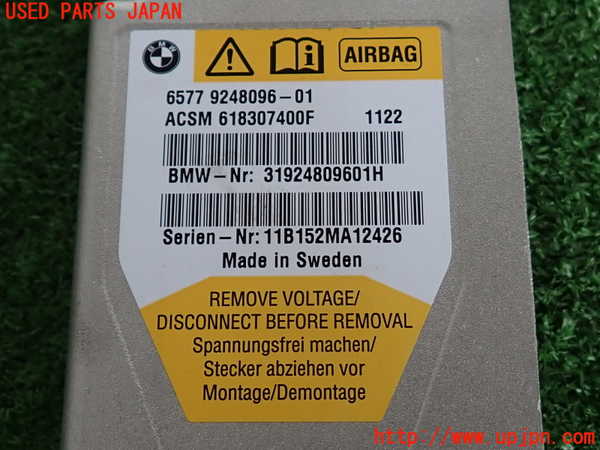 USED PARTS JAPAN
BMW
AIRBAG
6577 9248096-01
ACSM 618307400F 1122
BMW-Nr: 31924809601H
Serien-Nr: 11B152MA12426
Made in Sweden
REMOVE VOLTAGE/
DISCONNECT BEFORE REMOVAL
Spannungsfrei machen/
Stecker abziehen vor
Montage/Demontage
http://www.upjpn.com/